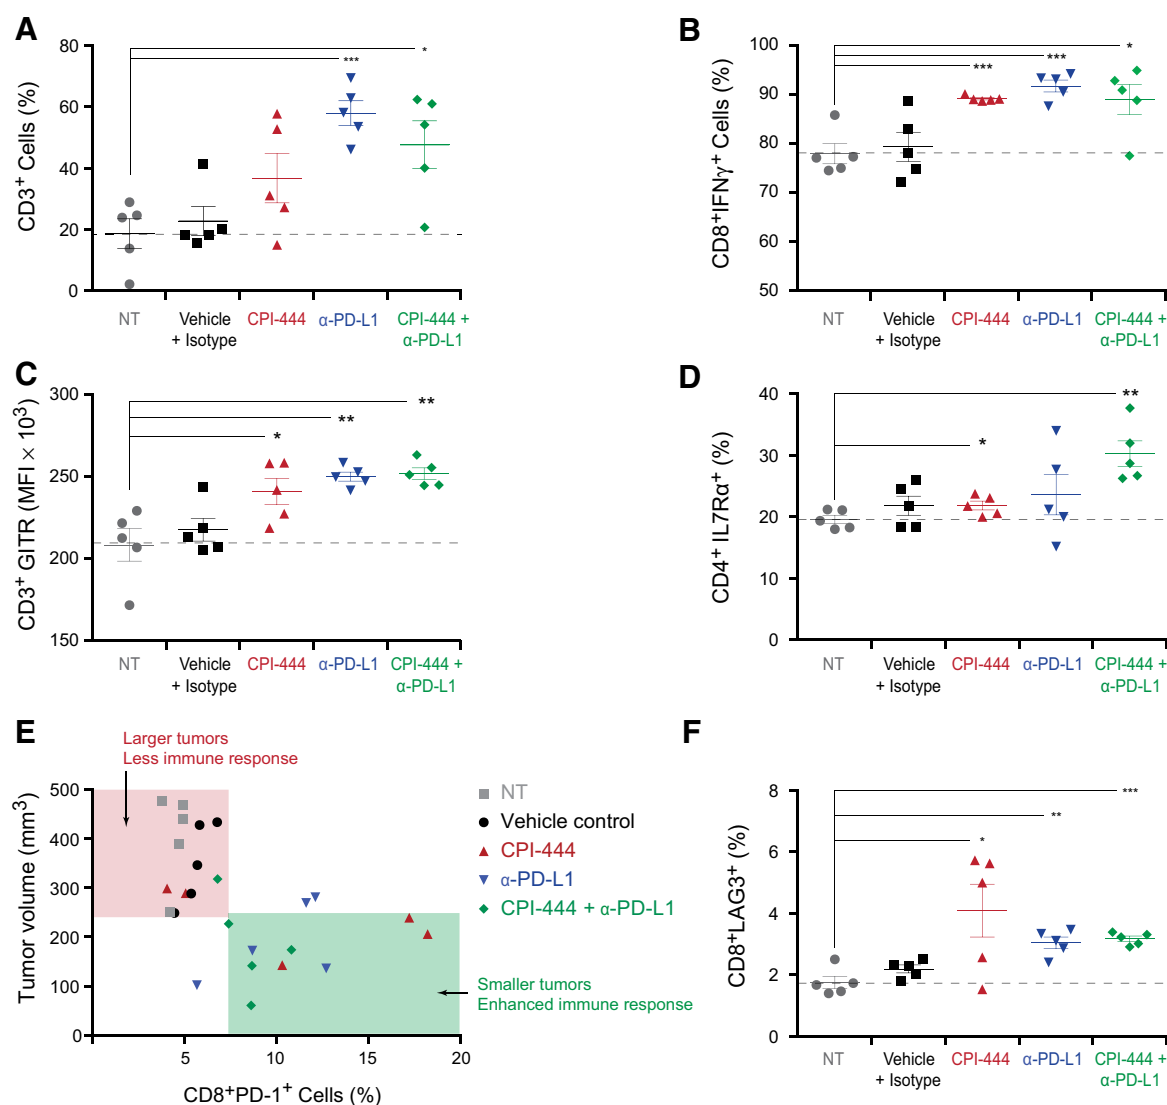 A
CD3+ Cells (%)
80
60
40
20
0
***
*
NT
Vehicle
+ Isotype
CPI-444
α-PD-L1
CPI-444 +
α-PD-L1
B
CD8+IFNγ+ Cells (%)
100
90
80
70
60
50
***
***
*
NT
Vehicle
+ Isotype
CPI-444
α-PD-L1
CPI-444 +
α-PD-L1
C
CD3+ GITR (MFI × 10³)
300
250
200
150
*
**
**
NT
Vehicle
+ Isotype
CPI-444
α-PD-L1
CPI-444 +
α-PD-L1
D
CD4+ IL7Rα+ (%)
40
30
20
10
0
*
**
NT
Vehicle
+ Isotype
CPI-444
α-PD-L1
CPI-444 +
α-PD-L1
E
Larger tumors
Less immune response
Tumor volume (mm³)
500
400
300
200
100
0
5
10
15
20
CD8+PD-1+ Cells (%)
NT
Vehicle control
CPI-444
α-PD-L1
CPI-444 + α-PD-L1
Smaller tumors
Enhanced immune response
F
CD8+LAG3+ (%)
8
6
4
2
0
*
**
***
NT
Vehicle
+ Isotype
CPI-444
α-PD-L1
CPI-444 +
α-PD-L1